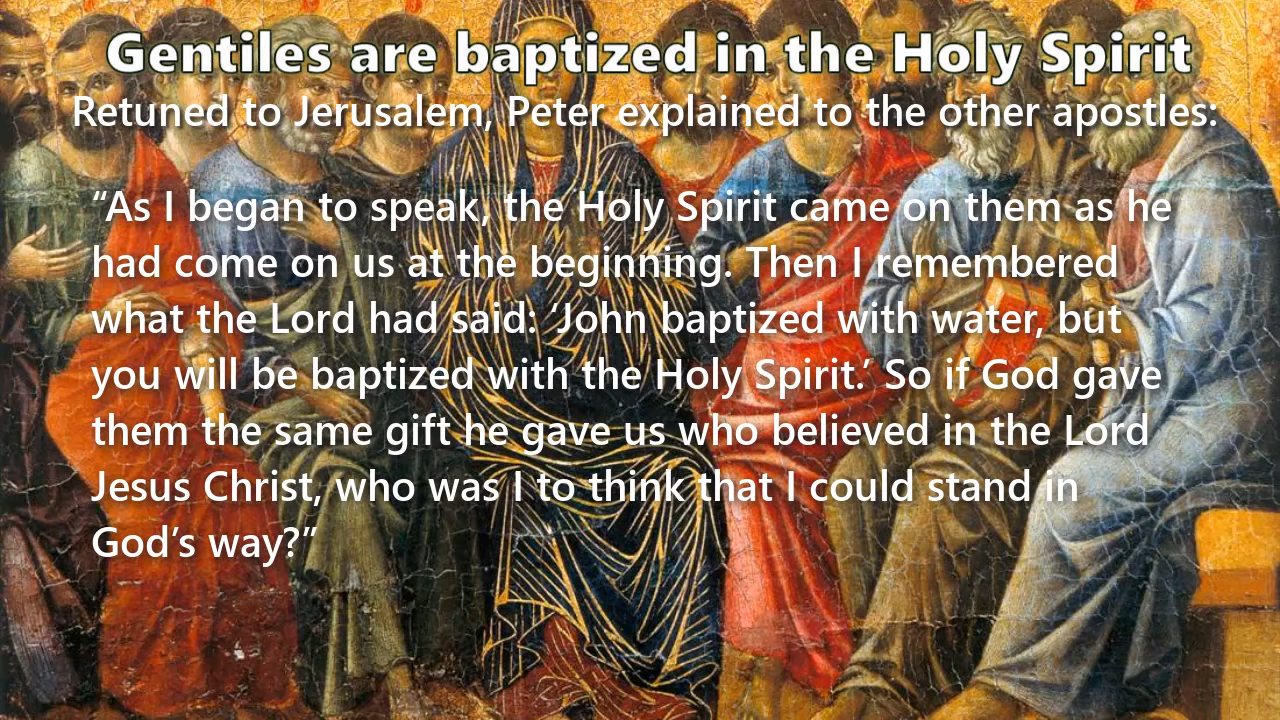 Gentiles are baptized in the Holy Spirit
Retuned to Jerusalem, Peter explained to the other apostles:
“As I began to speak, the Holy Spirit came on them as he
had come on us at the beginning. Then I remembered
what the Lord had said: ‘John baptized with water, but
you will be baptized with the Holy Spirit.’ So if God gave
them the same gift he gave us who believed in the Lord
Jesus Christ, who was I to think that I could stand in
God’s way?”